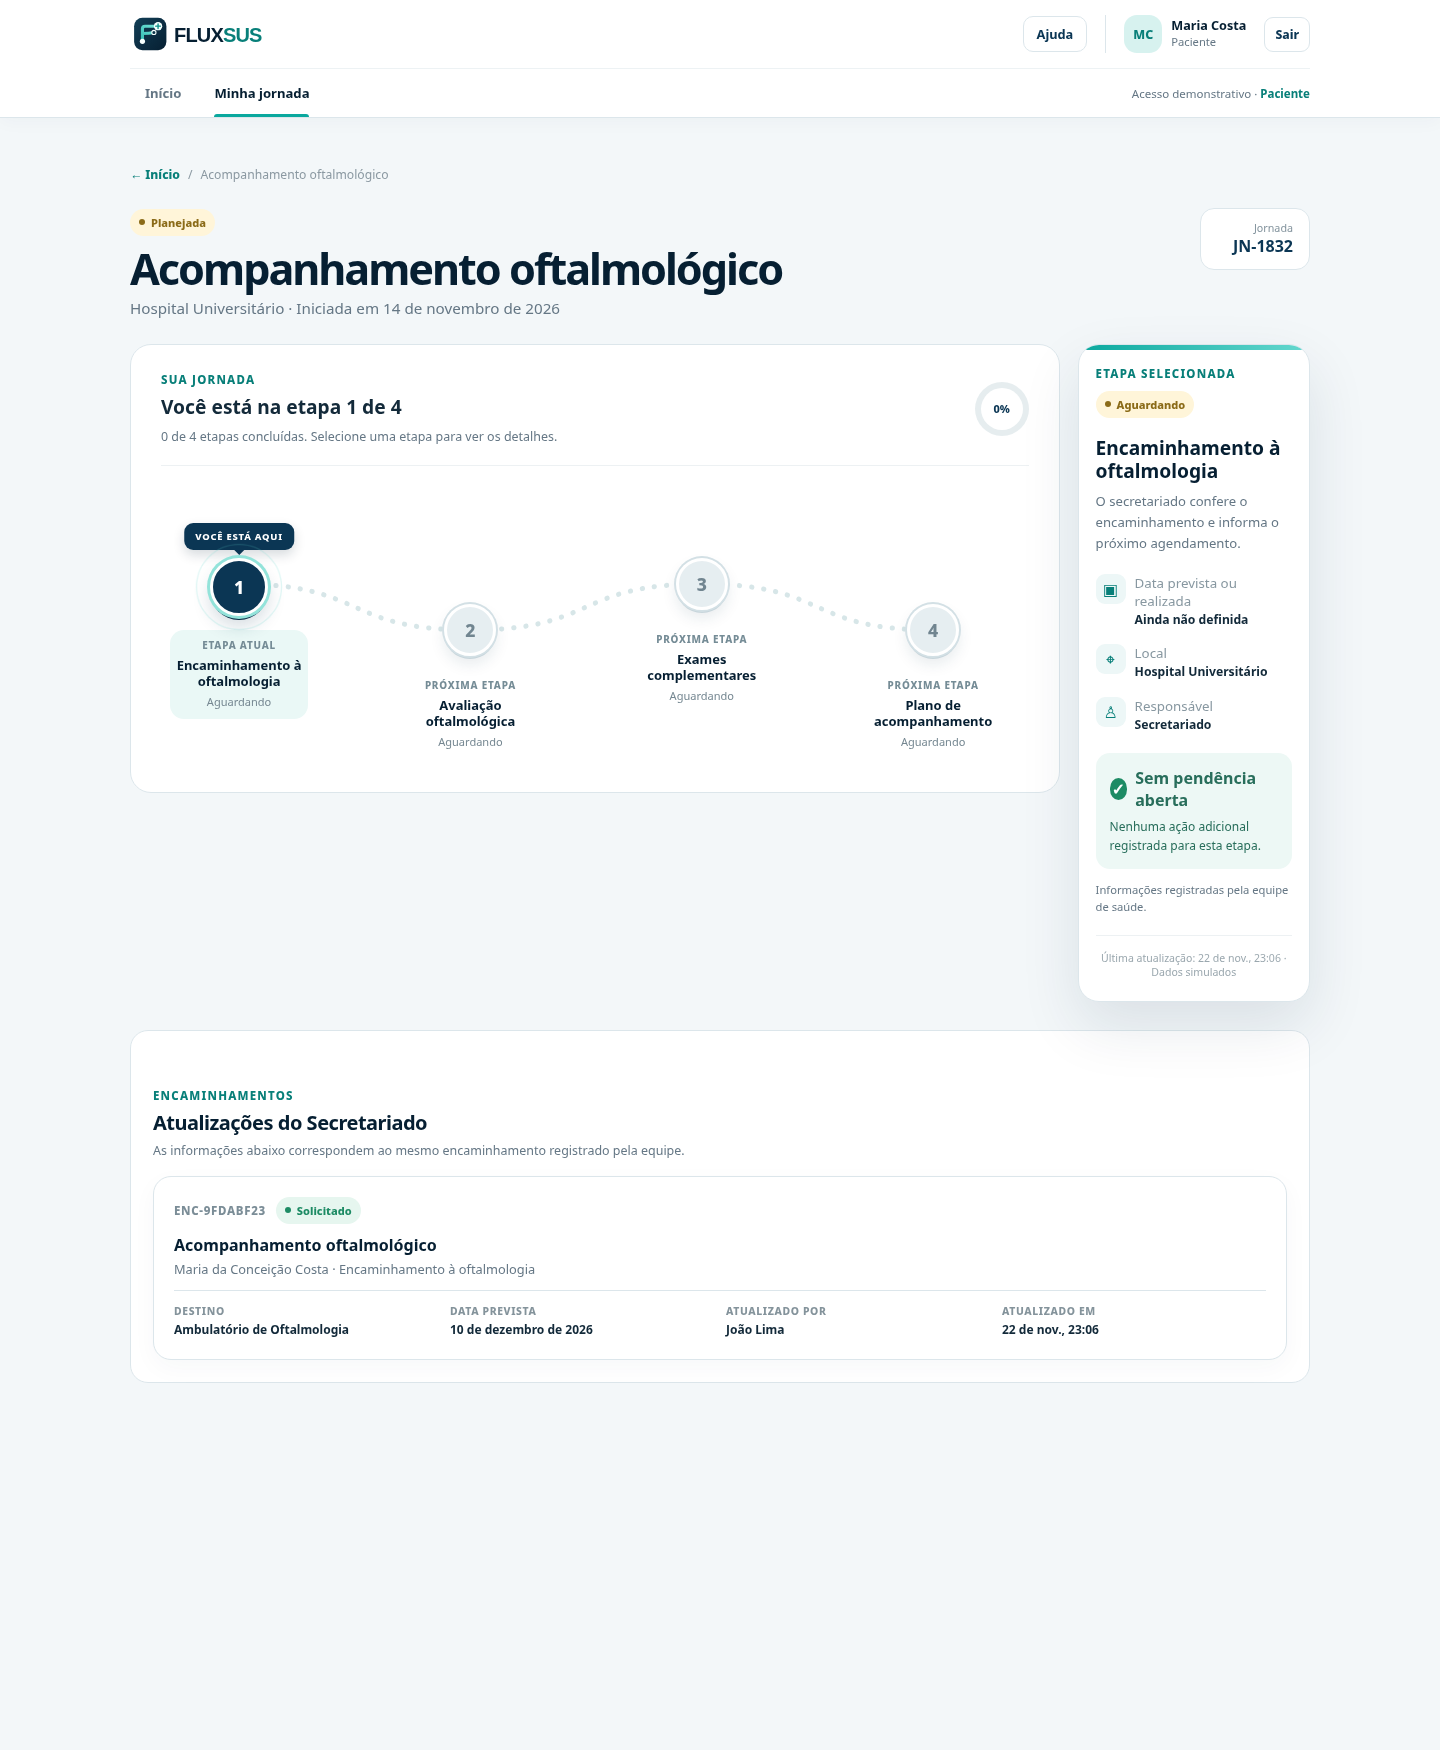 FLUXSUS
Ajuda
MC
Maria Costa
Paciente
Sair
Início
Minha jornada
Acesso demonstrativo · Paciente
← Início / Acompanhamento oftalmológico
Planejada
Acompanhamento oftalmológico
Hospital Universitário · Iniciada em 14 de novembro de 2026
Jornada
JN-1832
SUA JORNADA
Você está na etapa 1 de 4
0 de 4 etapas concluídas. Selecione uma etapa para ver os detalhes.
0%
VOCÊ ESTÁ AQUI
1
ETAPA ATUAL
Encaminhamento à
oftalmologia
Aguardando
2
PRÓXIMA ETAPA
Avaliação
oftalmológica
Aguardando
3
PRÓXIMA ETAPA
Exames
complementares
Aguardando
4
PRÓXIMA ETAPA
Plano de
acompanhamento
Aguardando
ETAPA SELECIONADA
Aguardando
Encaminhamento à
oftalmologia
O secretariado confere o
encaminhamento e informa o
próximo agendamento.
Data prevista ou
realizada
Ainda não definida
Local
Hospital Universitário
Responsável
Secretariado
Sem pendência
aberta
Nenhuma ação adicional
registrada para esta etapa.
Informações registradas pela equipe
de saúde.
Última atualização: 22 de nov., 23:06 ·
Dados simulados
ENCAMINHAMENTOS
Atualizações do Secretariado
As informações abaixo correspondem ao mesmo encaminhamento registrado pela equipe.
ENC-9FDABF23
Solicitado
Acompanhamento oftalmológico
Maria da Conceição Costa · Encaminhamento à oftalmologia
DESTINO
Ambulatório de Oftalmologia
DATA PREVISTA
10 de dezembro de 2026
ATUALIZADO POR
João Lima
ATUALIZADO EM
22 de nov., 23:06